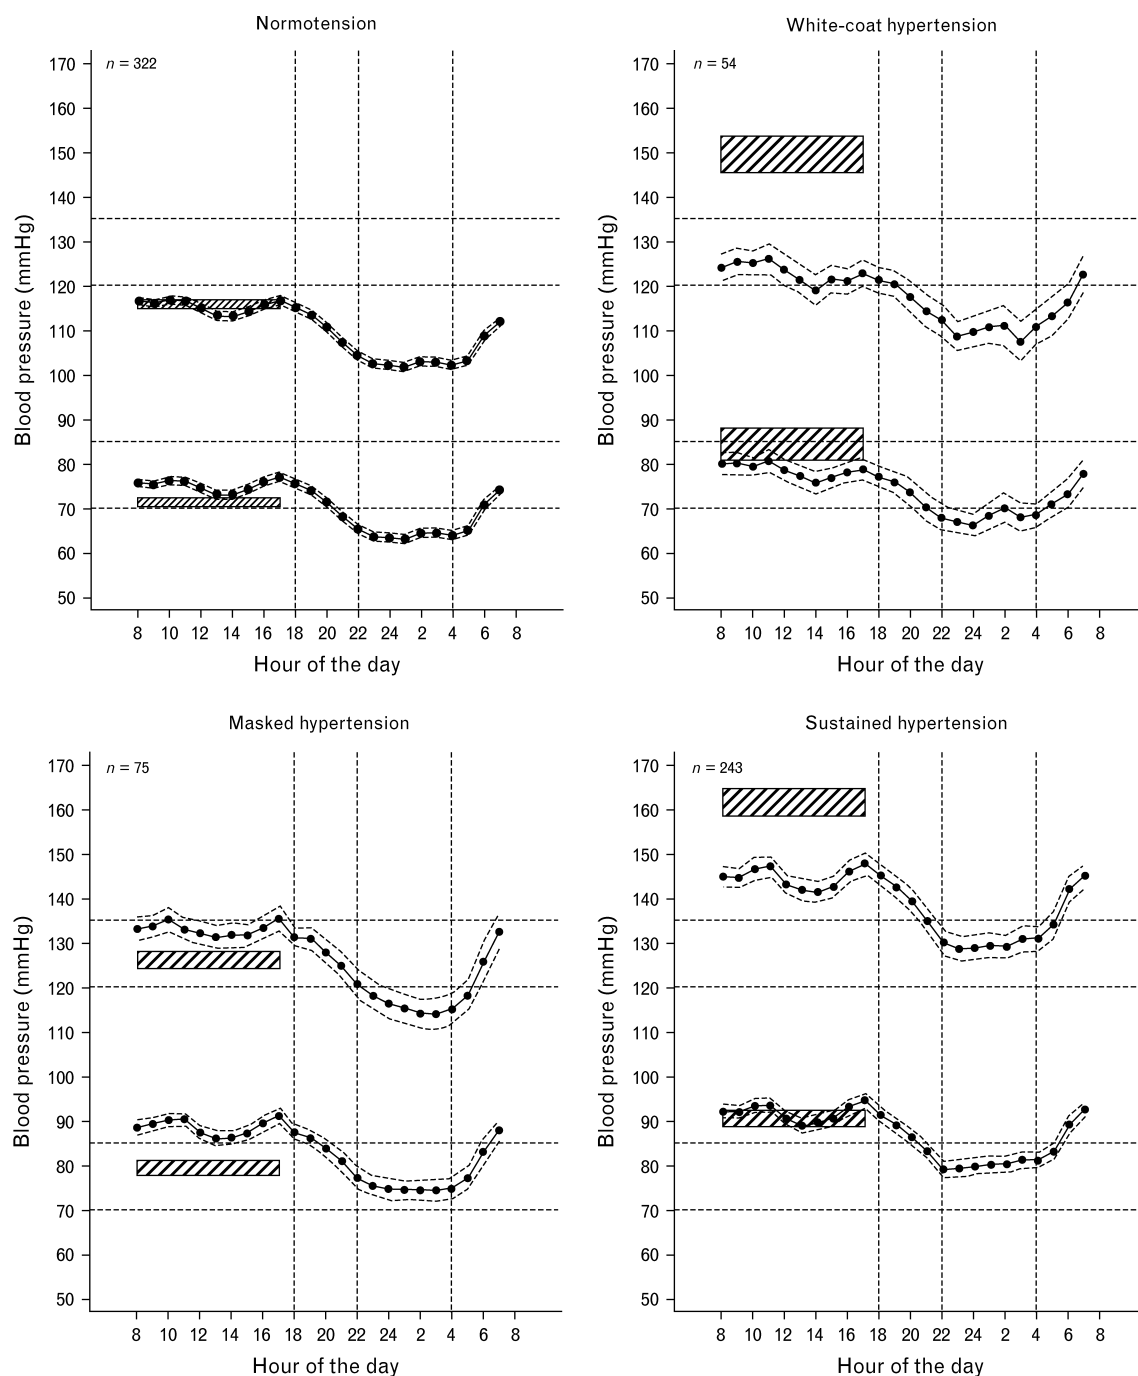 Normotension
n = 322
170
160
150
140
130
120
110
100
90
80
70
60
50
Blood pressure (mmHg)
8 10 12 14 16 18 20 22 2 4 6 8
Hour of the day
White-coat hypertension
n = 54
170
160
150
140
130
120
110
100
90
80
70
60
50
Blood pressure (mmHg)
8 10 12 14 16 18 20 22 2 4 6 8
Hour of the day
Masked hypertension
n = 75
170
160
150
140
130
120
110
100
90
80
70
60
50
Blood pressure (mmHg)
8 10 12 14 16 18 20 22 24 2 4 6 8
Hour of the day
Sustained hypertension
n = 243
170
160
150
140
130
120
110
100
90
80
70
60
50
Blood pressure (mmHg)
8 10 12 14 16 18 20 22 24 2 4 6 8
Hour of the day